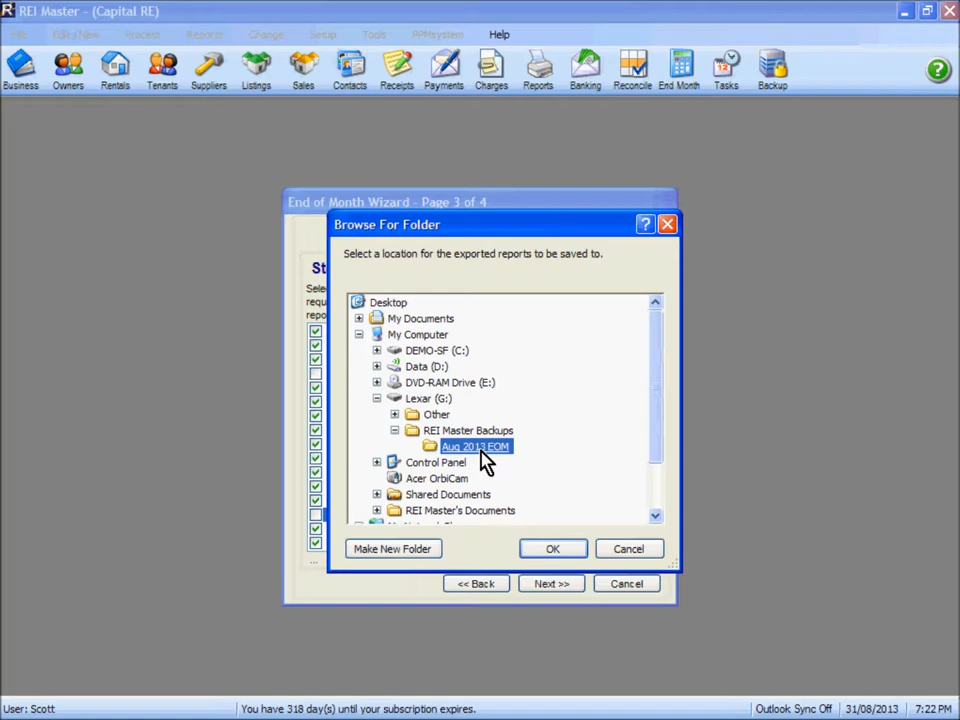 REI Master - (Capital RE)
File Edit/View Process Reports Change Setup Tools PPMsystem Help
Business Owners Rentals Tenants Suppliers Listings Sales Contacts Receipts Payments Charges Reports Banking Reconcile End Month Tasks Backup
End of Month Wizard - Page 3 of 4
Browse For Folder
Select a location for the exported reports to be saved to.
St
Selec
requ
repo
Desktop
My Documents
My Computer
DEMO-SF (C:)
Data (D:)
DVD-RAM Drive (E:)
Lexar (G:)
Other
REI Master Backups
Aug 2013 EOM
Control Panel
Acer OrbiCam
Shared Documents
REI Master's Documents
...
Make New Folder OK Cancel
<< Back Next >> Cancel
User: Scott You have 318 day(s) until your subscription expires. Outlook Sync Off 31/08/2013 7:22 PM